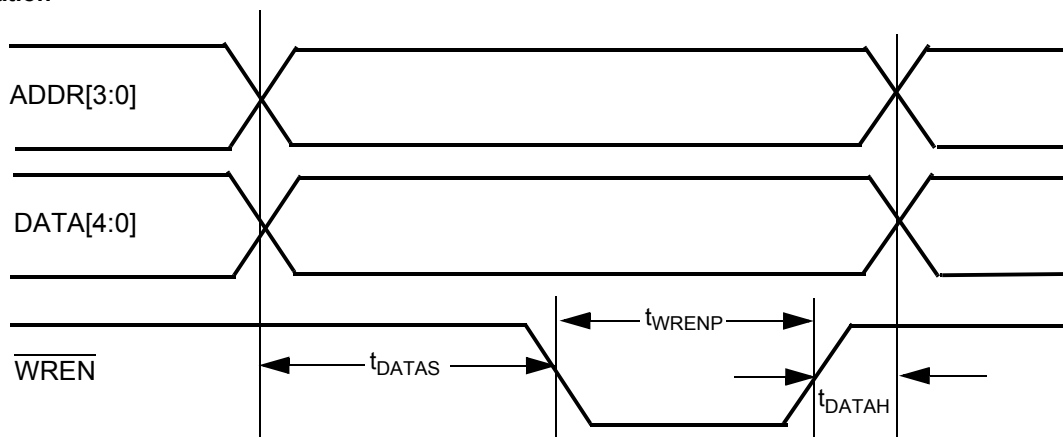 ADDR[3:0]
DATA[4:0]
tWRENP
WREN
tDATAS
tDATAH